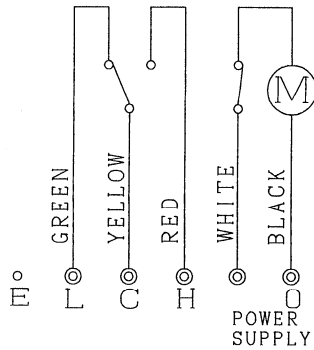 M
GREEN
YELLOW
RED
WHITE
BLACK
E L C H O
POWER
SUPPLY